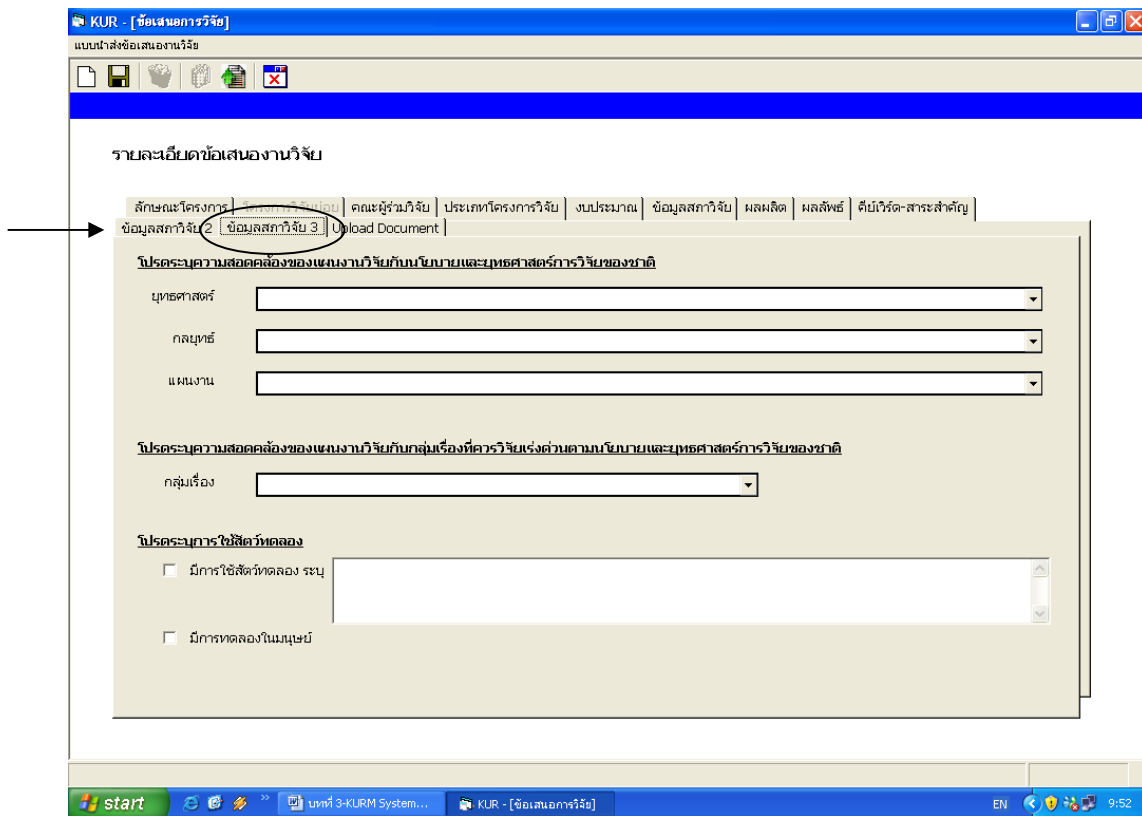 KUR - [ข้อเสนอการวิจัย]
แบบนำส่งข้อเสนองานวิจัย
รายละเอียดข้อเสนองานวิจัย
ลักษณะโครงการ โครงการวิจัยย่อย คณะผู้ร่วมวิจัย ประเภทโครงการวิจัย งบประมาณ ข้อมูลสภาวิจัย ผลผลิต ผลลัพธ์ คีย์เวิร์ด-สาระสำคัญ
ข้อมูลสภาวิจัย 2 ข้อมูลสภาวิจัย 3 Upload Document
โปรดระบุความสอดคล้องของแผนงานวิจัยกับนโยบายและยุทธศาสตร์การวิจัยของชาติ
ยุทธศาสตร์
กลยุทธ์
แผนงาน
โปรดระบุความสอดคล้องของแผนงานวิจัยกับกลุ่มเรื่องที่ควรวิจัยเร่งด่วนตามนโยบายและยุทธศาสตร์การวิจัยของชาติ
กลุ่มเรื่อง
โปรดระบุการใช้สัตว์ทดลอง
มีการใช้สัตว์ทดลอง ระบุ
มีการทดลองในมนุษย์
start บทที่ 3-KURM System... KUR - [ข้อเสนอการวิจัย] EN 9:52